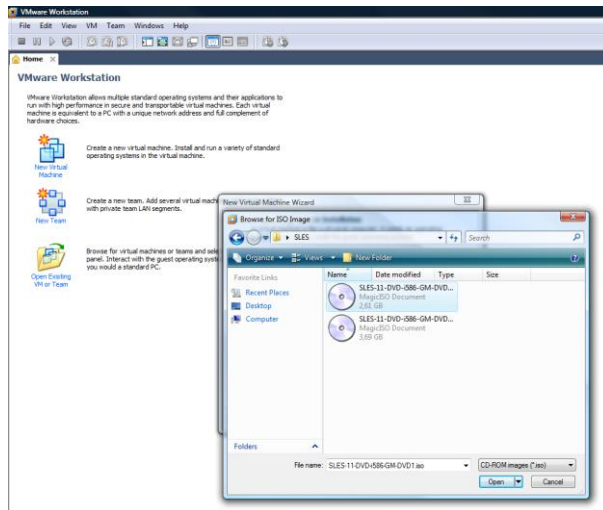 VMware Workstation
File Edit View VM Team Windows Help
Home
VMware Workstation
VMware Workstation allows multiple standard operating systems and their applications to
run with high performance in secure and transportable virtual machines. Each virtual
machine is equivalent to a PC with a unique network address and full complement of
hardware choices.
New Virtual
Machine
Create a new virtual machine. Install and run a variety of standard
operating systems in the virtual machine.
New Team
Create a new team. Add several virtual mach
with private team LAN segments.
Open Existing
VM or Team
Browse for virtual machines or teams and sele
panel. Interact with the guest operating syste
you would a standard PC.
New Virtual Machine Wizard
Browse for ISO Image
SLES
Search
Organize Views New Folder
Favorite Links
Recent Places
Desktop
Computer
Folders
Name Date modified Type Size
SLES-11-DVD-i586-GM-DVD...
MagicISO Document
2,61 GB
SLES-11-DVD-i586-GM-DVD...
MagicISO Document
3,69 GB
File name: SLES-11-DVD-i586-GM-DVD1.iso
CD-ROM images (*.iso)
Open Cancel